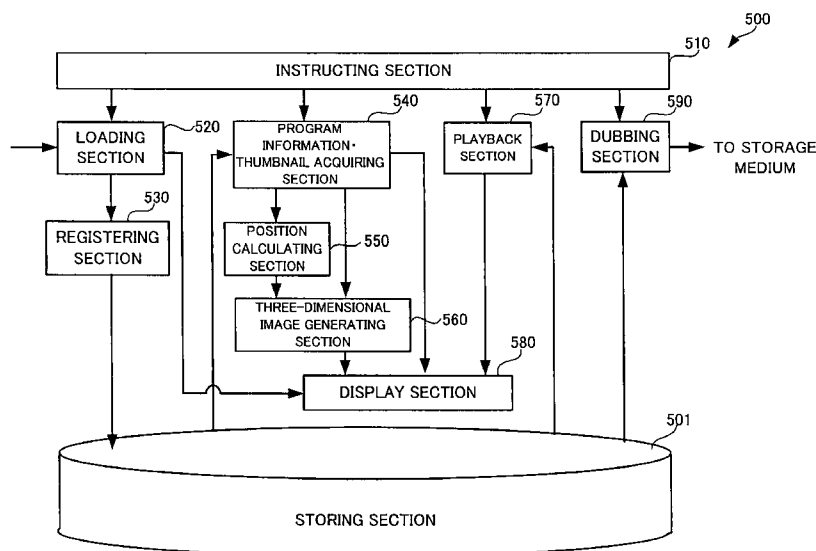 500
510
INSTRUCTING SECTION
520
LOADING
SECTION
540
PROGRAM
INFORMATION·
THUMBNAIL ACQUIRING
SECTION
570
PLAYBACK
SECTION
590
DUBBING
SECTION
TO STORAGE
MEDIUM
530
REGISTERING
SECTION
POSITION
CALCULATING
SECTION
550
THREE-DIMENSIONAL
IMAGE GENERATING
SECTION
560
580
DISPLAY SECTION
501
STORING SECTION